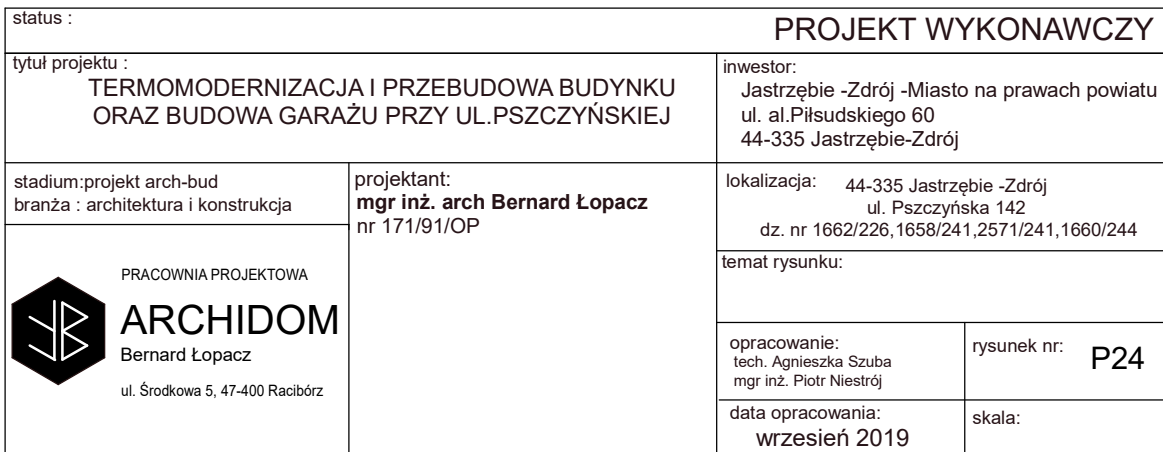 status :
PROJEKT WYKONAWCZY
tytuł projektu :
TERMOMODERNIZACJA I PRZEBUDOWA BUDYNKU
ORAZ BUDOWA GARAŻU PRZY UL.PSZCZYŃSKIEJ
inwestor:
Jastrzębie -Zdrój -Miasto na prawach powiatu
ul. al.Piłsudskiego 60
44-335 Jastrzębie-Zdrój
stadium:projekt arch-bud
branża : architektura i konstrukcja
projektant:
mgr inż. arch Bernard Łopacz
nr 171/91/OP
lokalizacja: 44-335 Jastrzębie -Zdrój
ul. Pszczyńska 142
dz. nr 1662/226,1658/241,2571/241,1660/244
PRACOWNIA PROJEKTOWA
ARCHIDOM
Bernard Łopacz
ul. Środkowa 5, 47-400 Racibórz
temat rysunku:
opracowanie:
tech. Agnieszka Szuba
mgr inż. Piotr Niestrój
rysunek nr: P24
data opracowania:
wrzesień 2019
skala: